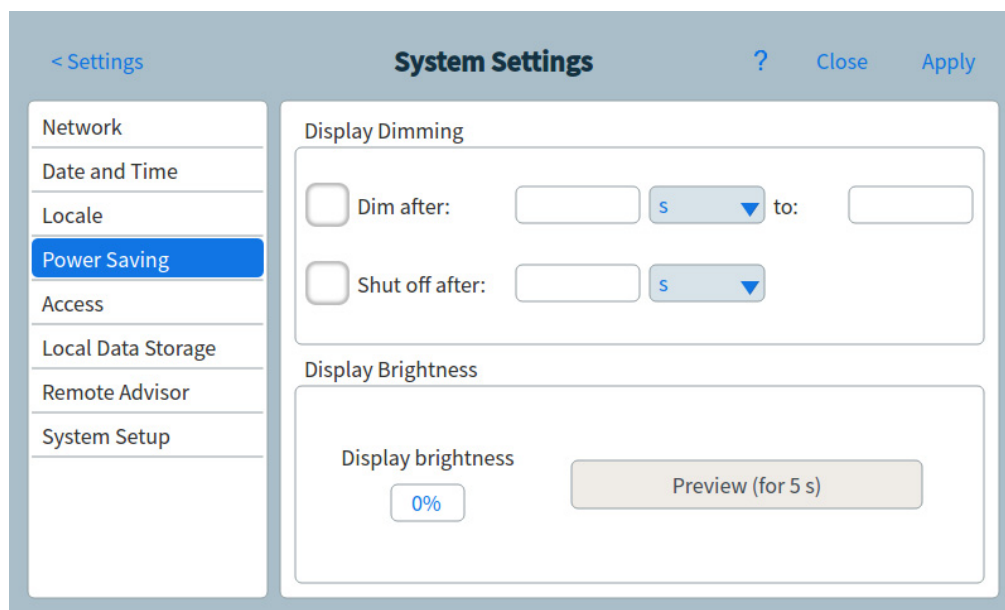 < Settings
System Settings
?
Close
Apply
Network
Date and Time
Locale
Power Saving
Access
Local Data Storage
Remote Advisor
System Setup
Display Dimming
Dim after:
s
to:
Shut off after:
s
Display Brightness
Display brightness
0%
Preview (for 5 s)